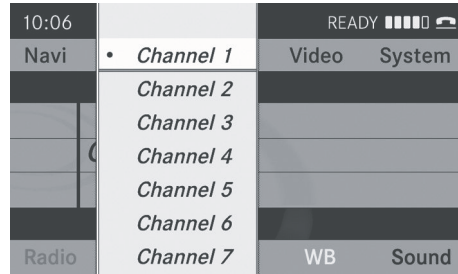 10:06 READY
Navi • Channel 1 Video System
Channel 2
Channel 3
Channel 4
Channel 5
Channel 6
Radio Channel 7 WB Sound